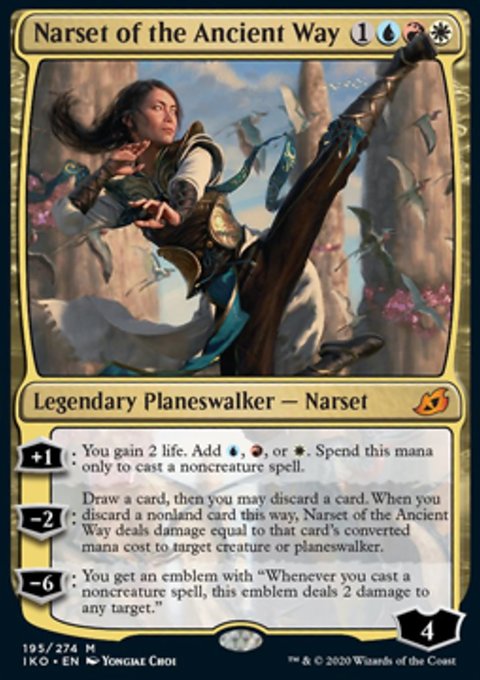 Narset of the Ancient Way 1
Legendary Planeswalker — Narset
+1 : You gain 2 life. Add , , or . Spend this mana
only to cast a noncreature spell.
Draw a card, then you may discard a card. When you
-2 : discard a nonland card this way, Narset of the Ancient
Way deals damage equal to that card's converted
mana cost to target creature or planeswalker.
-6 : You get an emblem with “Whenever you cast a
noncreature spell, this emblem deals 2 damage to
any target.”
4
195/274 M
IKO • EN Yongjae Choi
™ & © 2020 Wizards of the Coast